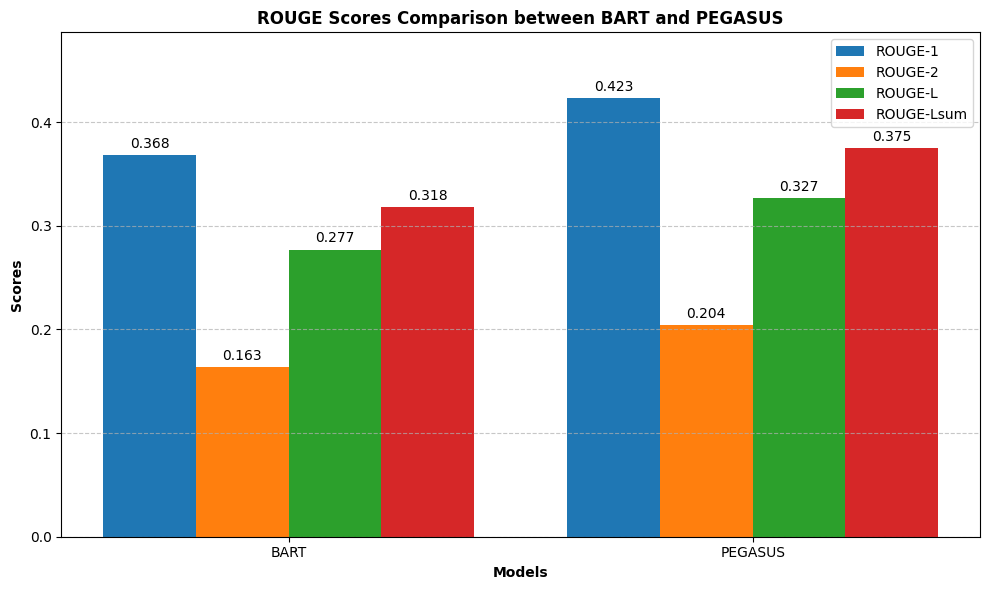 ROUGE Scores Comparison between BART and PEGASUS
ROUGE-1
ROUGE-2
ROUGE-L
ROUGE-Lsum
Scores
0.4
0.3
0.2
0.1
0.0
0.368
0.163
0.277
0.318
0.423
0.204
0.327
0.375
BART
PEGASUS
Models